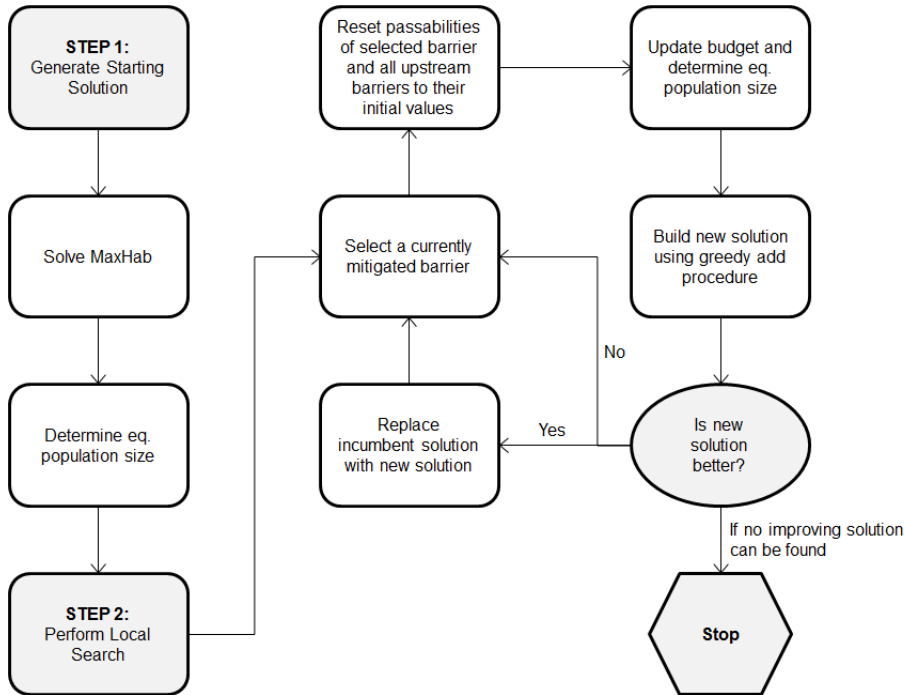 STEP 1:
Generate Starting
Solution
Solve MaxHab
Determine eq.
population size
STEP 2:
Perform Local
Search
Reset passabilities
of selected barrier
and all upstream
barriers to their
initial values
Select a currently
mitigated barrier
Replace
incumbent solution
with new solution
Update budget and
determine eq.
population size
Build new solution
using greedy add
procedure
No
Yes
Is new
solution
better?
If no improving solution
can be found
Stop